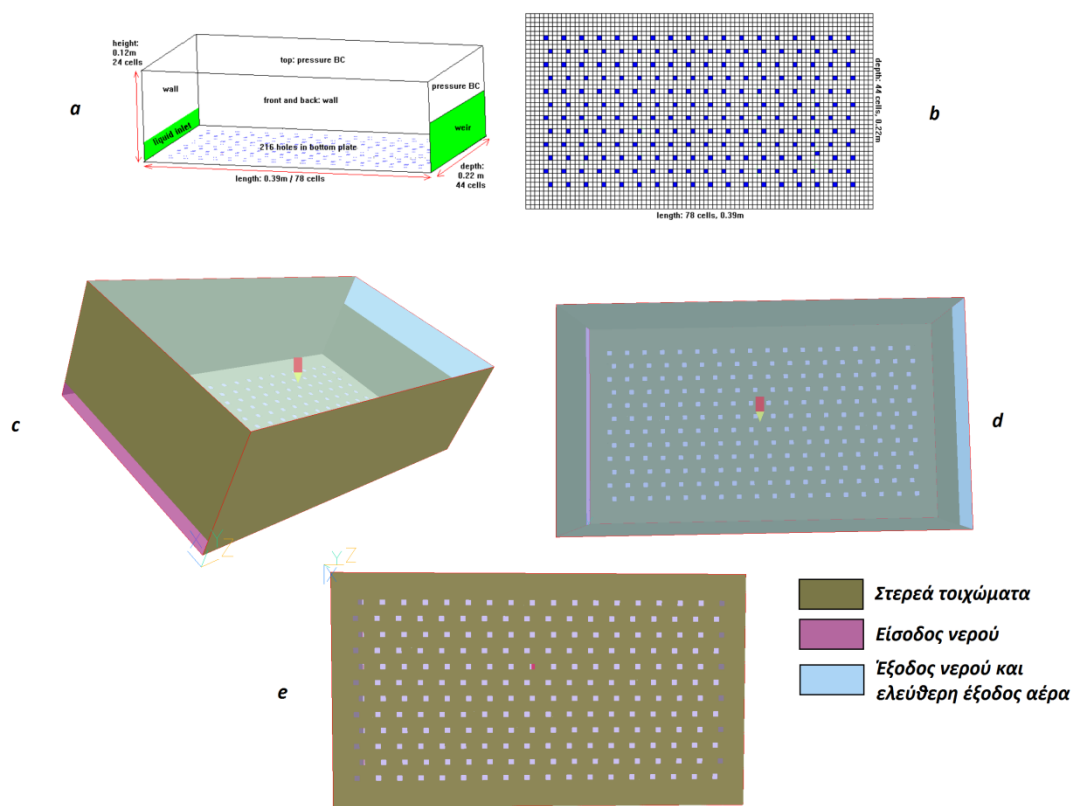 height:
0.12m
24 cells
top: pressure BC
wall
pressure BC
front and back: wall
a
liquid inlet
weir
216 holes in bottom plate
depth:
0.22 m
44 cells
length: 0.39m / 78 cells
depth: 44 cells, 0.22m
b
length: 78 cells, 0.39m
c
Y
Z
d
Y
Z
X
e
Στερεά τοιχώματα
Είσοδος νερού
Έξοδος νερού και
ελεύθερη έξοδος αέρα